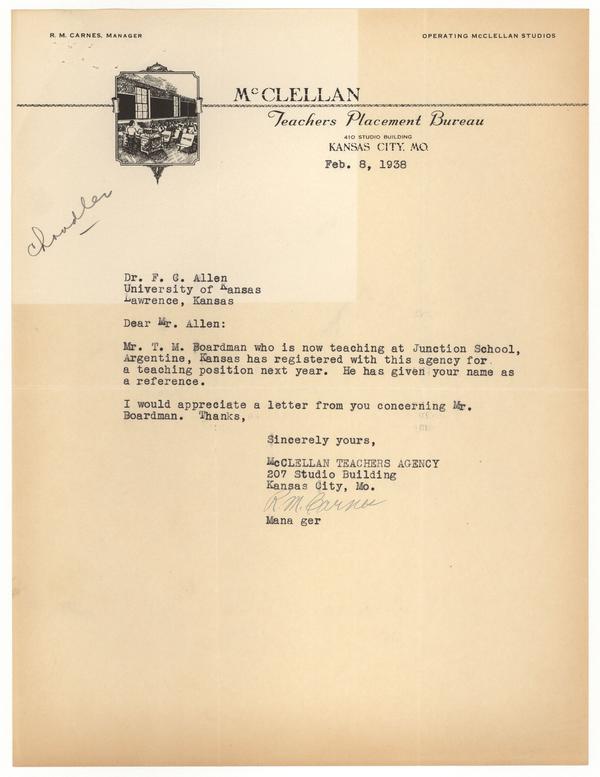 R. M. CARNES, MANAGER
OPERATING McCLELLAN STUDIOS
McCLELLAN
Teachers Placement Bureau
410 STUDIO BUILDING
KANSAS CITY, MO.
Feb. 8, 1938
Chandler
Dr. F. C. Allen
University of Kansas
Lawrence, Kansas
Dear Mr. Allen:
Mr. T. M. Boardman who is now teaching at Junction School,
Argentine, Kansas has registered with this agency for
a teaching position next year. He has given your name as
a reference.
I would appreciate a letter from you concerning Mr.
Boardman. Thanks,
Sincerely yours,
McCLELLAN TEACHERS AGENCY
207 Studio Building
Kansas City, Mo.
R. M. Carnes
Mana ger